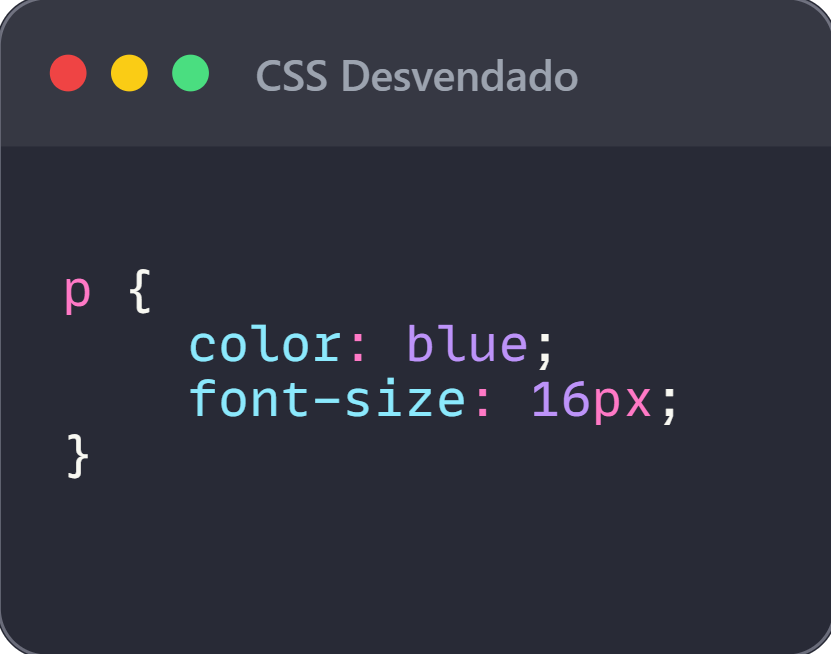 CSS Desvendado
p {
    color: blue;
    font-size: 16px;
}